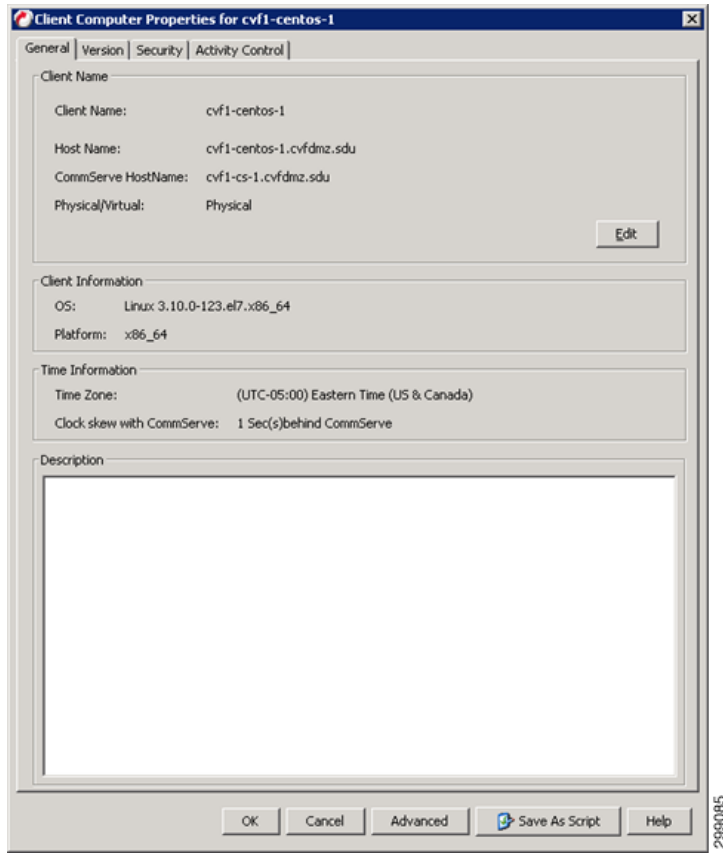 Client Computer Properties for cvf1-centos-1
General Version Security Activity Control
Client Name
Client Name: cvf1-centos-1
Host Name: cvf1-centos-1.cvfdmz.sdu
CommServe HostName: cvf1-cs-1.cvfdmz.sdu
Physical/Virtual: Physical
Edit
Client Information
OS: Linux 3.10.0-123.el7.x86_64
Platform: x86_64
Time Information
Time Zone: (UTC-05:00) Eastern Time (US & Canada)
Clock skew with CommServe: 1 Sec(s)behind CommServe
Description
OK Cancel Advanced Save As Script Help
299085